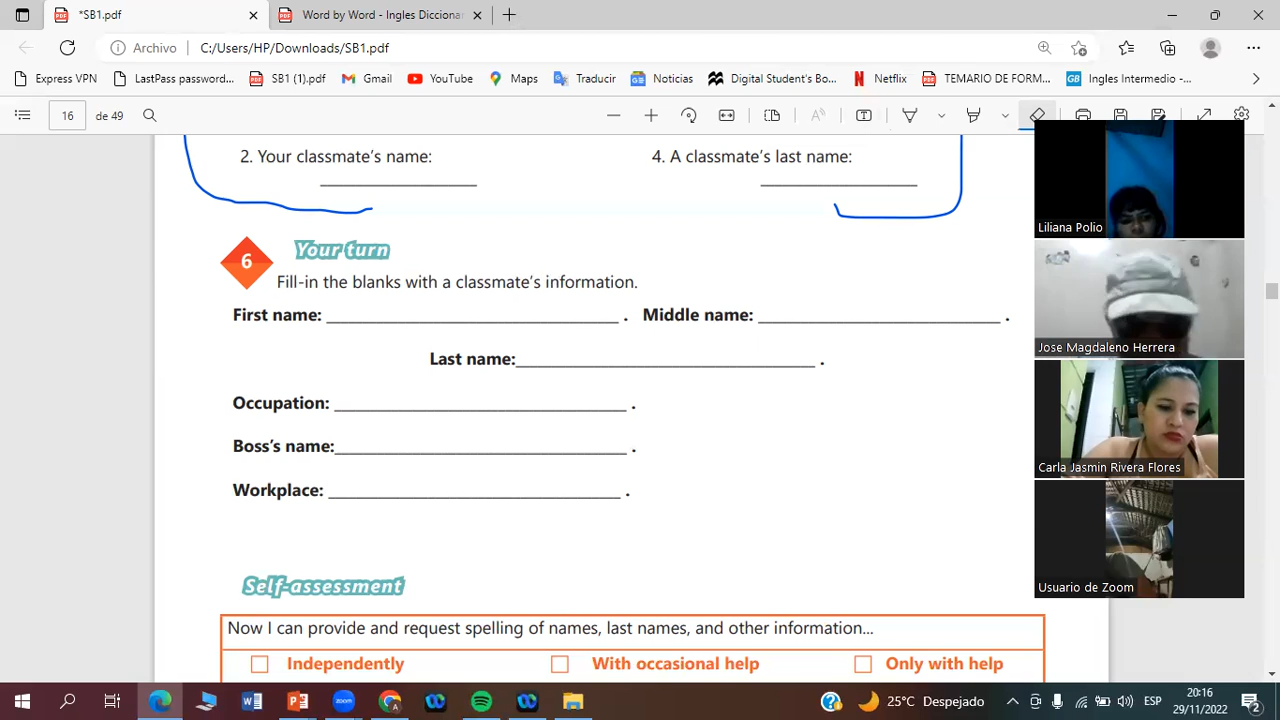 *SB1.pdf
Word by Word - Ingles Dicciona
Archivo
C:/Users/HP/Downloads/SB1.pdf
Express VPN
LastPass password...
SB1 (1).pdf
Gmail
YouTube
Maps
Traducir
Noticias
Digital Student's Bo...
Netflix
TEMARIO DE FORM...
Ingles Intermedio -...
16 de 49
2. Your classmate's name:
4. A classmate's last name:
6 Your turn
Fill-in the blanks with a classmate's information.
First name: . Middle name: .
Last name: .
Occupation: .
Boss's name: .
Workplace: .
Self-assessment
Now I can provide and request spelling of names, last names, and other information...
Independently
With occasional help
Only with help
Liliana Polio
Jose Magdaleno Herrera
Carla Jasmin Rivera Flores
Usuario de Zoom
25°C Despejado
ESP
20:16
29/11/2022
2